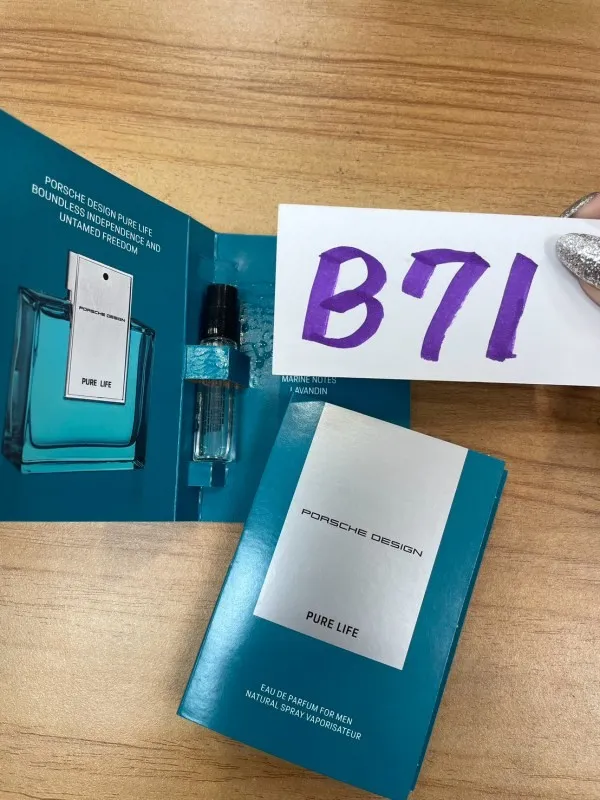 PORSCHE DESIGN PURE LIFE
BOUNDLESS INDEPENDENCE AND
UNTAMED FREEDOM
PORSCHE DESIGN
PURE LIFE
B71
MARINE NOTES
LAVANDIN
PORSCHE DESIGN
PURE LIFE
EAU DE PARFUM FOR MEN
NATURAL SPRAY VAPORISATEUR